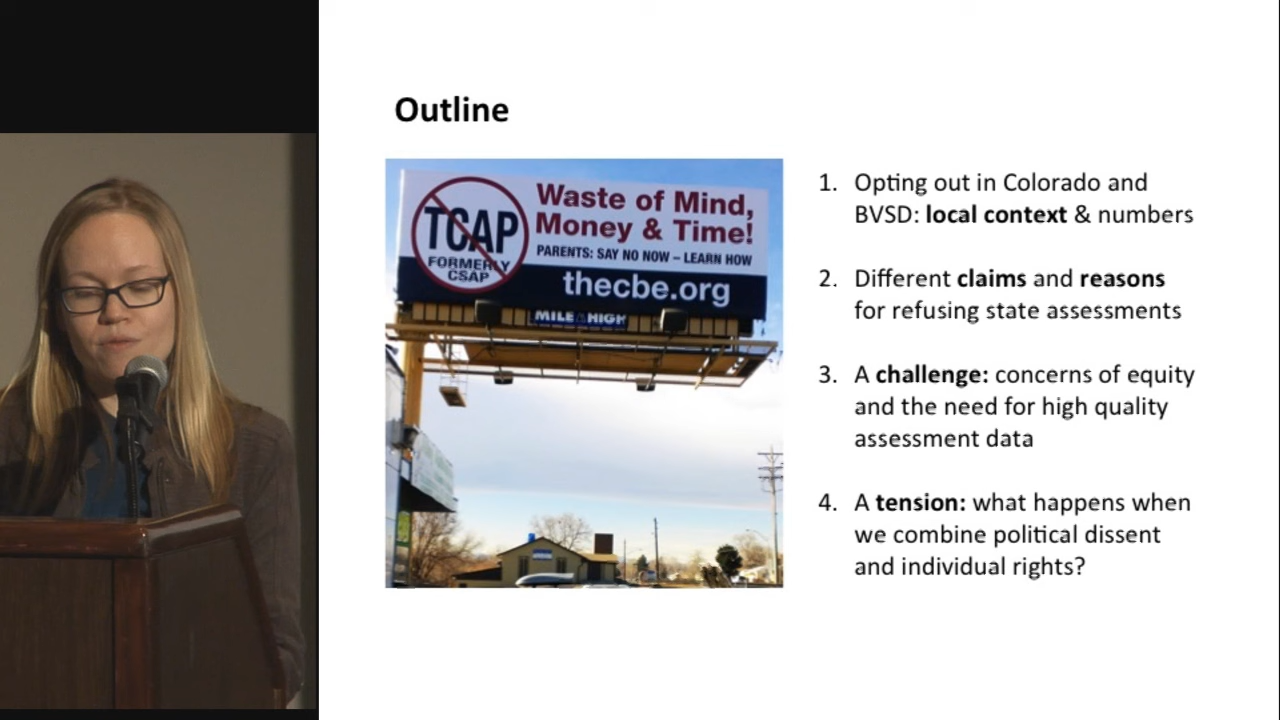 Outline
TCAP
FORMERLY
CSAP
Waste of Mind,
Money & Time!
PARENTS: SAY NO NOW – LEARN HOW
thecbe.org
MILE HIGH
1. Opting out in Colorado and
BVSD: local context & numbers
2. Different claims and reasons
for refusing state assessments
3. A challenge: concerns of equity
and the need for high quality
assessment data
4. A tension: what happens when
we combine political dissent
and individual rights?